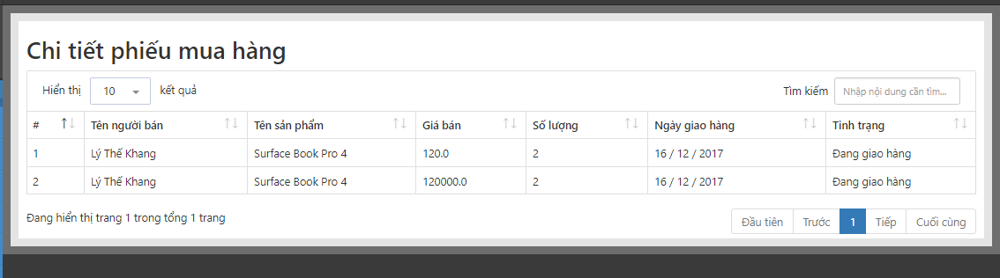 Chi tiết phiếu mua hàng
Hiển thị 10 kết quả Tìm kiếm Nhập nội dung cần tìm...
# Tên người bán Tên sản phẩm Giá bán Số lượng Ngày giao hàng Tình trạng
1 Lý Thế Khang Surface Book Pro 4 120.0 2 16 / 12 / 2017 Đang giao hàng
2 Lý Thế Khang Surface Book Pro 4 120000.0 2 16 / 12 / 2017 Đang giao hàng
Đang hiển thị trang 1 trong tổng 1 trang Đầu tiên Trước 1 Tiếp Cuối cùng